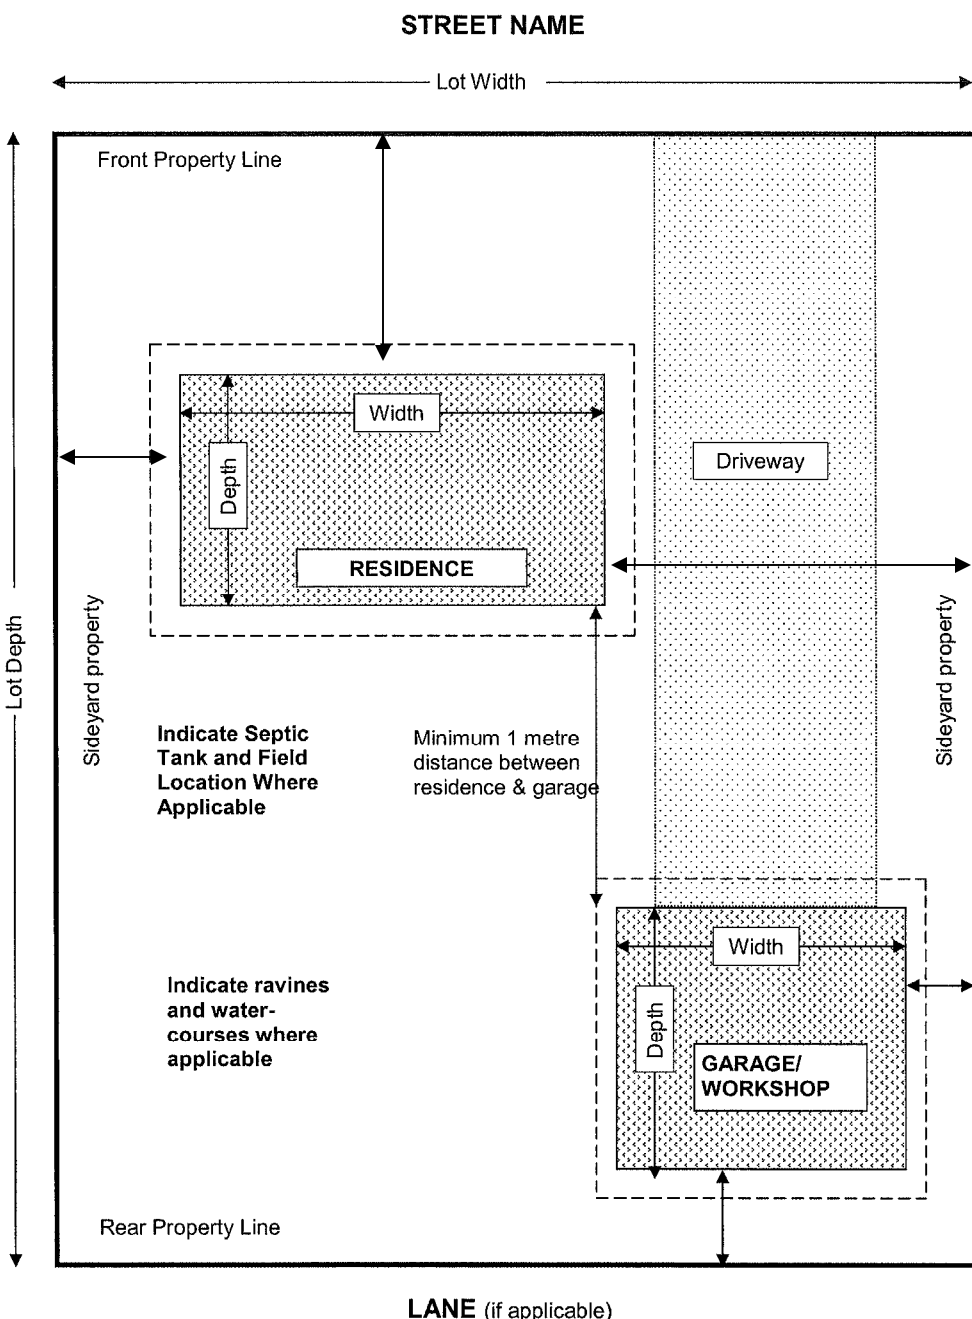 STREET NAME
Lot Width
Front Property Line
Width
Depth
Driveway
RESIDENCE
Lot Depth
Sideyard property
Sideyard property
Indicate Septic
Tank and Field
Location Where
Applicable
Minimum 1 metre
distance between
residence & garage
Width
Depth
Indicate ravines
and water-
courses where
applicable
GARAGE/
WORKSHOP
Rear Property Line
LANE (if applicable)